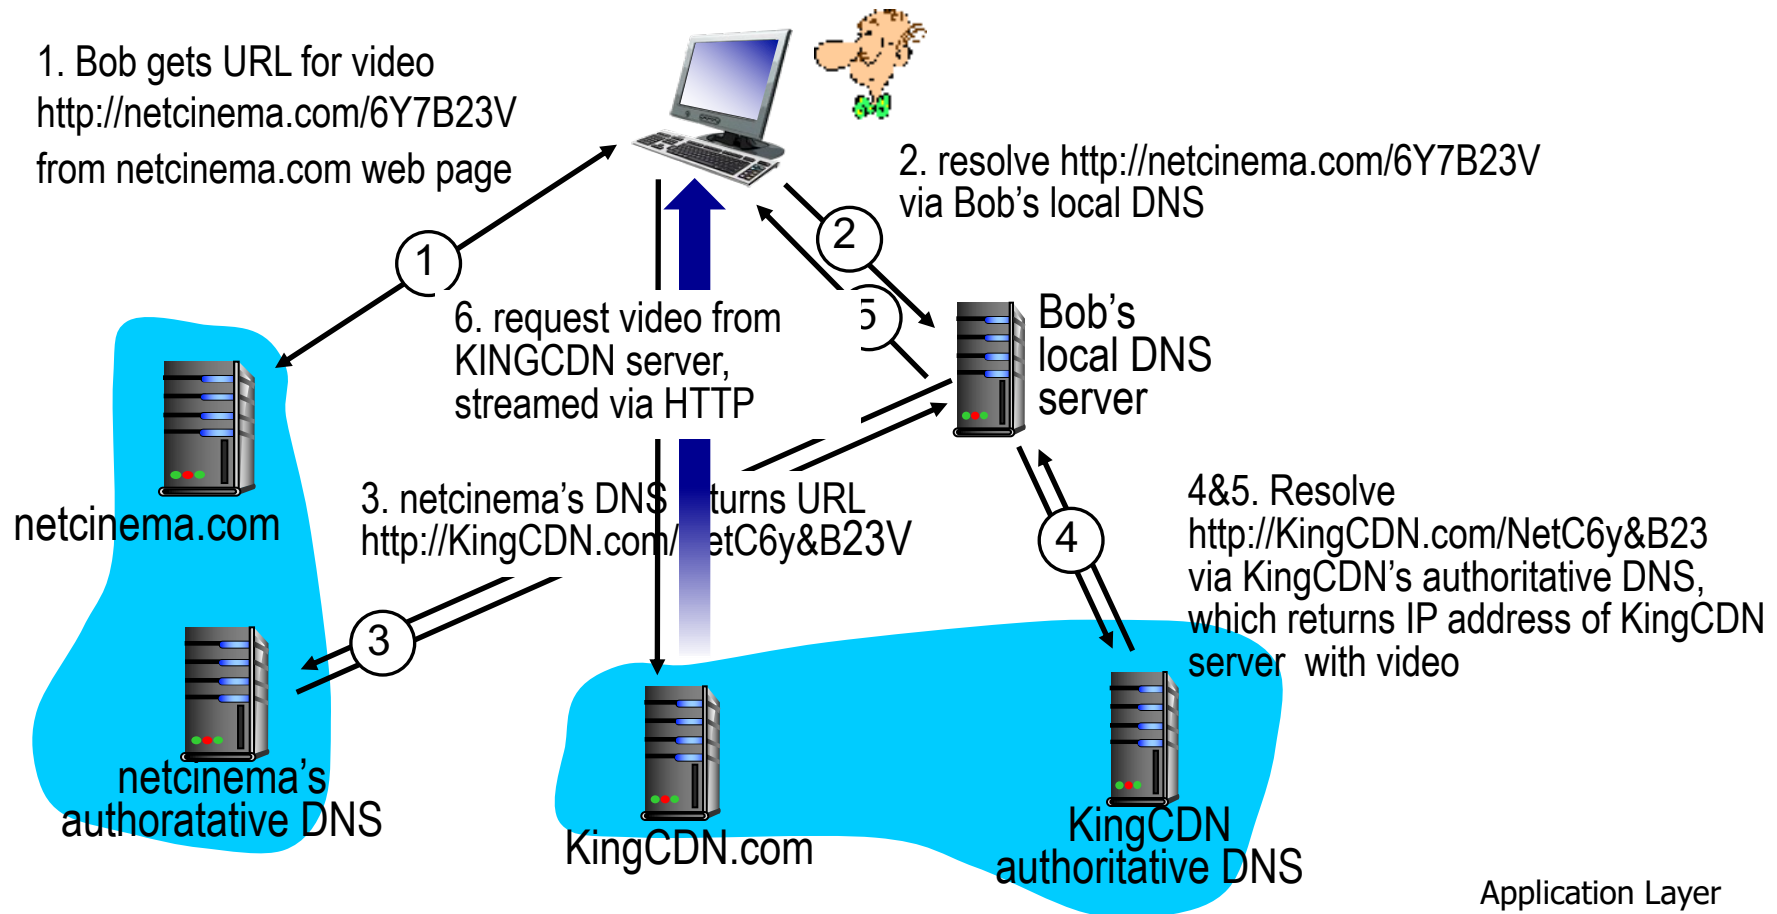 1. Bob gets URL for video
http://netcinema.com/6Y7B23V
from netcinema.com web page
2. resolve http://netcinema.com/6Y7B23V
via Bob's local DNS
1
2
5
6. request video from
KINGCDN server,
streamed via HTTP
Bob's
local DNS
server
netcinema.com
3. netcinema's DNS turns URL
http://KingCDN.com/ etC6y&B23V
4&5. Resolve
http://KingCDN.com/NetC6y&B23
via KingCDN's authoritative DNS,
which returns IP address of KingCDN
server with video
4
3
netcinema's
authoratative DNS
KingCDN.com
KingCDN
authoritative DNS
Application Layer